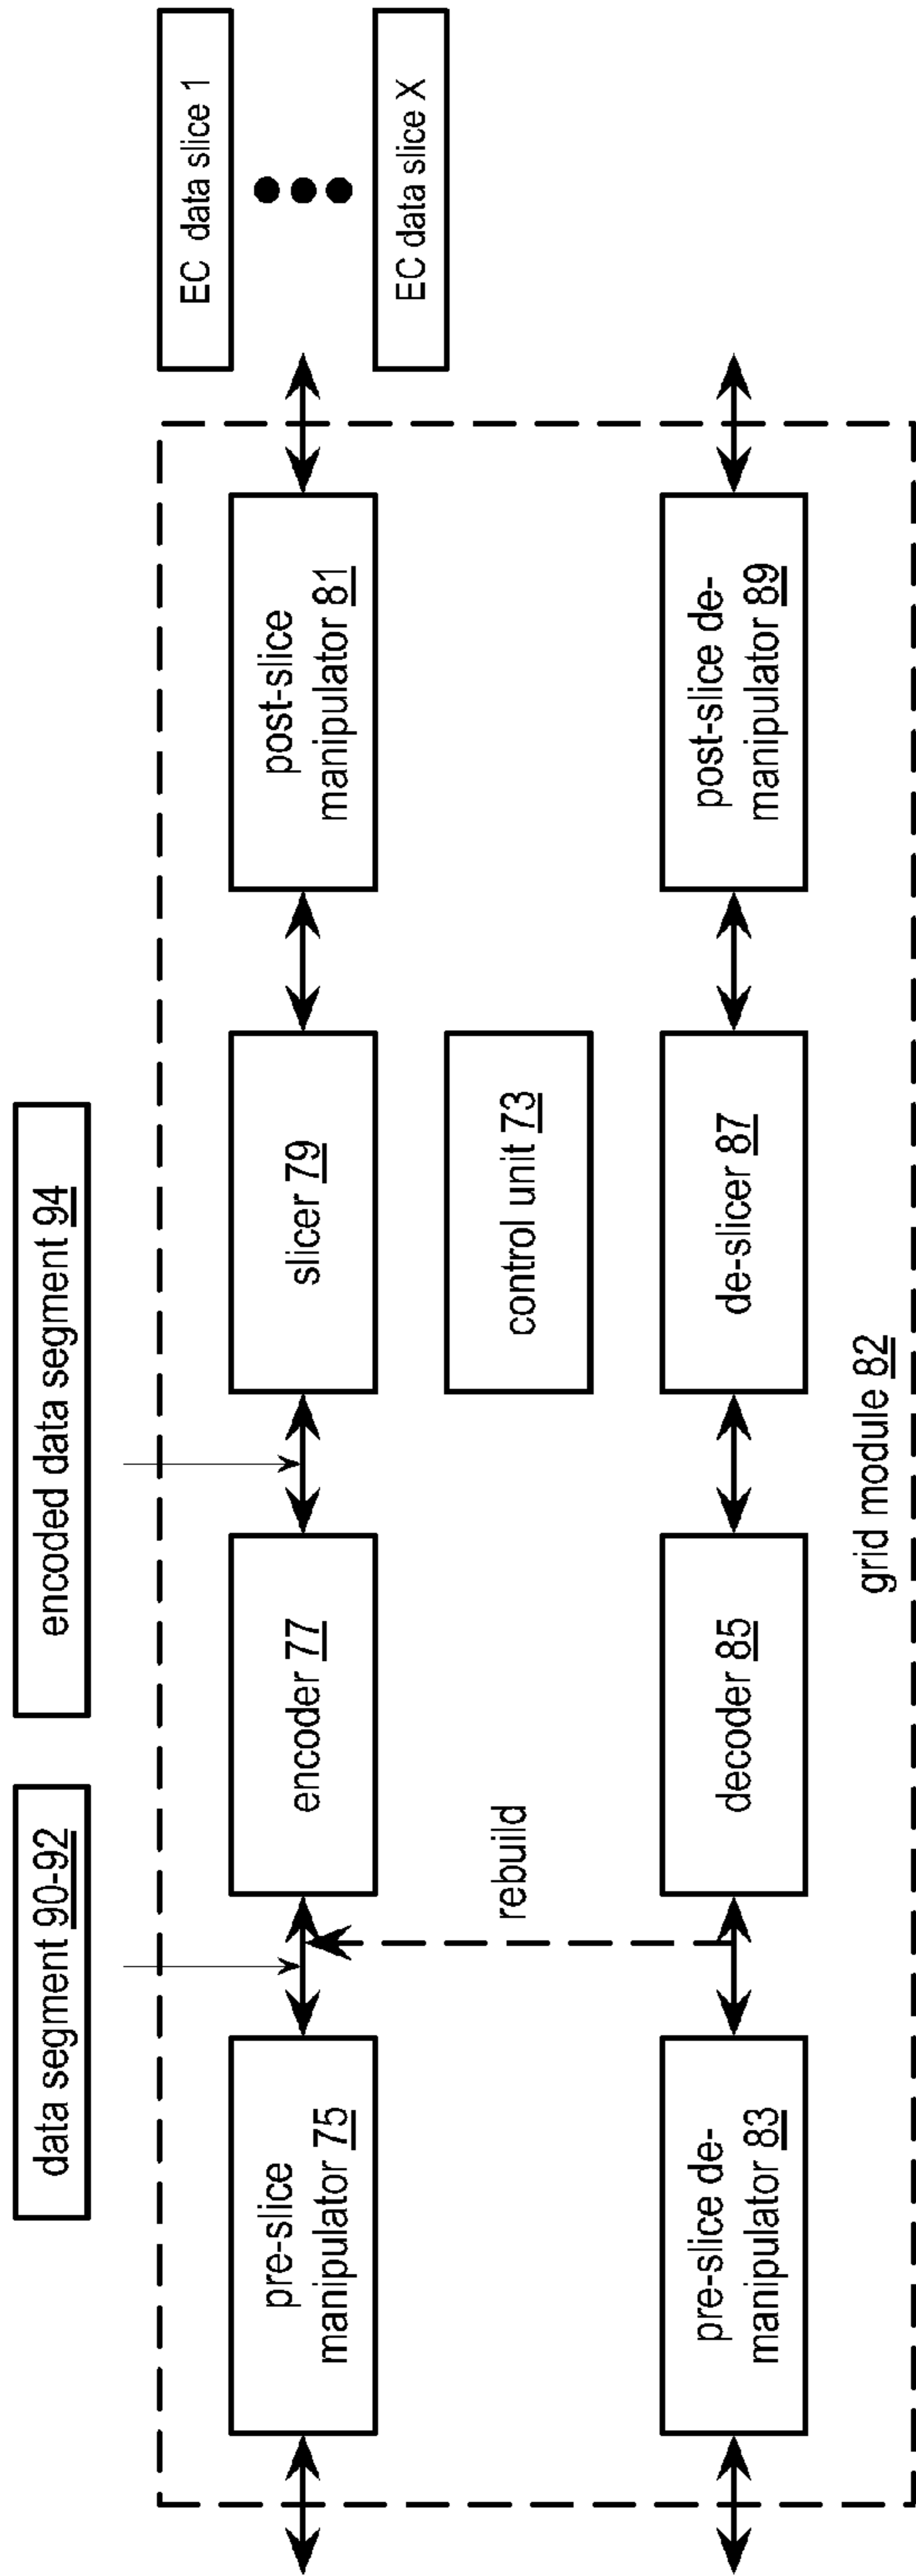 data segment 90-92
encoded data segment 94
pre-slice
manipulator 75
encoder 77
slicer 79
post-slice
manipulator 81
EC data slice 1
EC data slice X
rebuild
control unit 73
pre-slice de-
manipulator 83
decoder 85
de-slicer 87
post-slice de-
manipulator 89
grid module 82